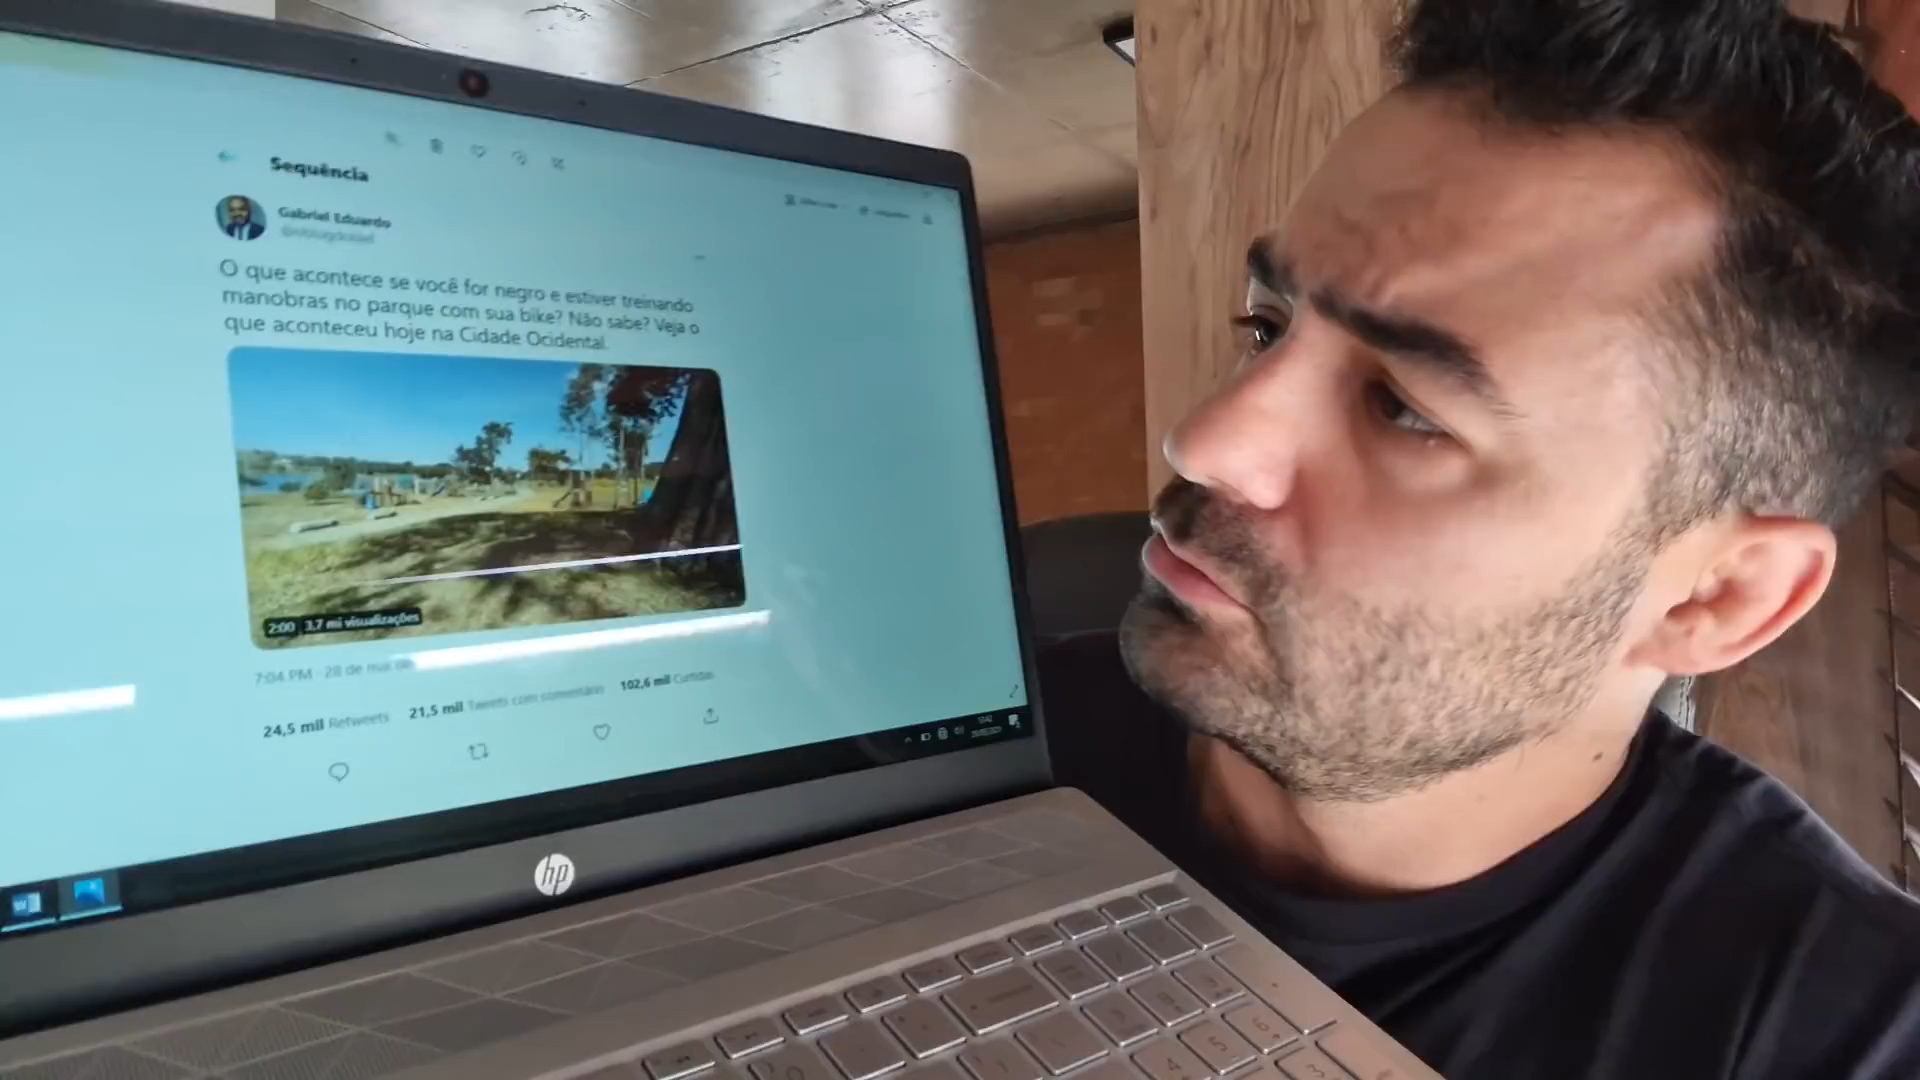 Sequência
Gabriel Eduardo
O que acontece se você for negro e estiver treinando
manobras no parque com sua bike? Não sabe? Veja o
que aconteceu hoje na Cidade Ocidental.
2:00 3,7 mi visualizações
7:04 PM · 28 de mai de
24,5 mil Retweets 21,5 mil Tweets com comentário 102,6 mil Curtidas
hp